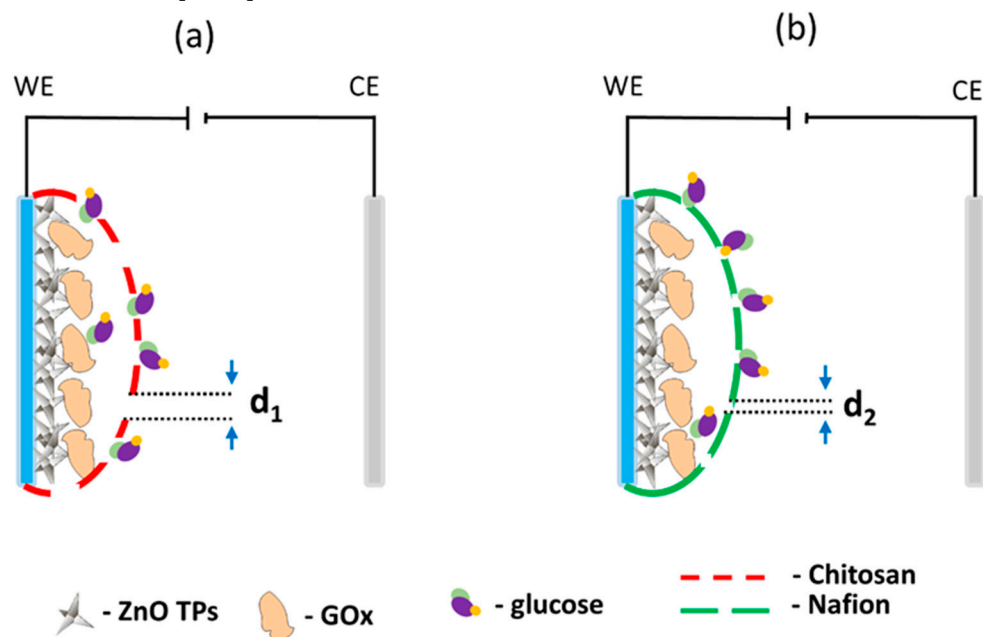 (a)
(b)
WE
CE
WE
CE
d1
d2
- ZnO TPs
- GOx
- glucose
- Chitosan
- Nafion